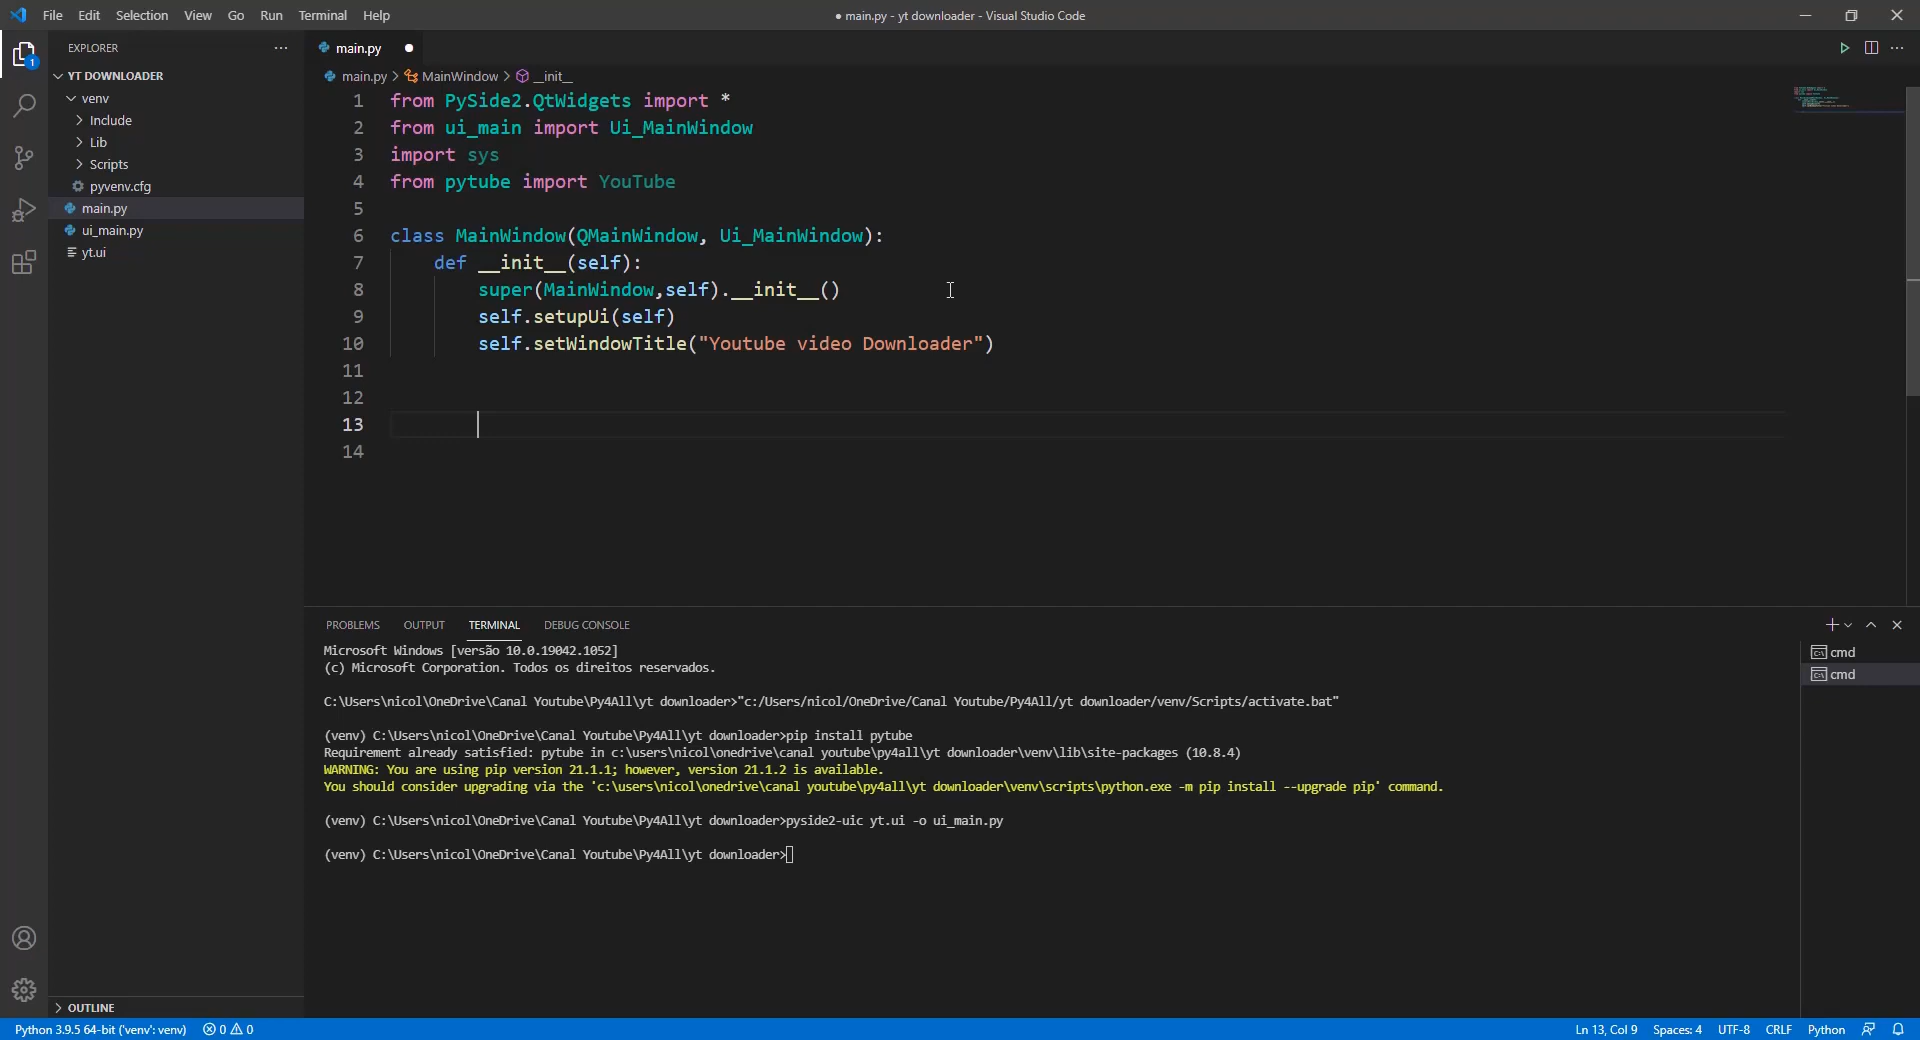 File Edit Selection View Go Run Terminal Help
● main.py - yt downloader - Visual Studio Code
EXPLORER
1
YT DOWNLOADER
venv
Include
Lib
Scripts
pyvenv.cfg
main.py
ui_main.py
yt.ui
OUTLINE
main.py
main.py > MainWindow > __init__
1 from PySide2.QtWidgets import *
2 from ui_main import Ui_MainWindow
3 import sys
4 from pytube import YouTube
5
6 class MainWindow(QMainWindow, Ui_MainWindow):
7 def __init__(self):
8 super(MainWindow,self).__init__()
9 self.setupUi(self)
10 self.setWindowTitle("Youtube video Downloader")
11
12
13
14
PROBLEMS OUTPUT TERMINAL DEBUG CONSOLE
Microsoft Windows [versão 10.0.19042.1052]
(c) Microsoft Corporation. Todos os direitos reservados.
C:\Users\nicol\OneDrive\Canal Youtube\Py4All\yt downloader>"c:/Users/nicol/OneDrive/Canal Youtube/Py4All/yt downloader/venv/Scripts/activate.bat"
(venv) C:\Users\nicol\OneDrive\Canal Youtube\Py4All\yt downloader>pip install pytube
Requirement already satisfied: pytube in c:\users\nicol\onedrive\canal youtube\py4all\yt downloader\venv\lib\site-packages (10.8.4)
WARNING: You are using pip version 21.1.1; however, version 21.1.2 is available.
You should consider upgrading via the 'c:\users\nicol\onedrive\canal youtube\py4all\yt downloader\venv\scripts\python.exe -m pip install --upgrade pip' command.
(venv) C:\Users\nicol\OneDrive\Canal Youtube\Py4All\yt downloader>pyside2-uic yt.ui -o ui_main.py
(venv) C:\Users\nicol\OneDrive\Canal Youtube\Py4All\yt downloader>
cmd
cmd
Python 3.9.5 64-bit ('venv': venv) 0 0
Ln 13, Col 9 Spaces: 4 UTF-8 CRLF Python